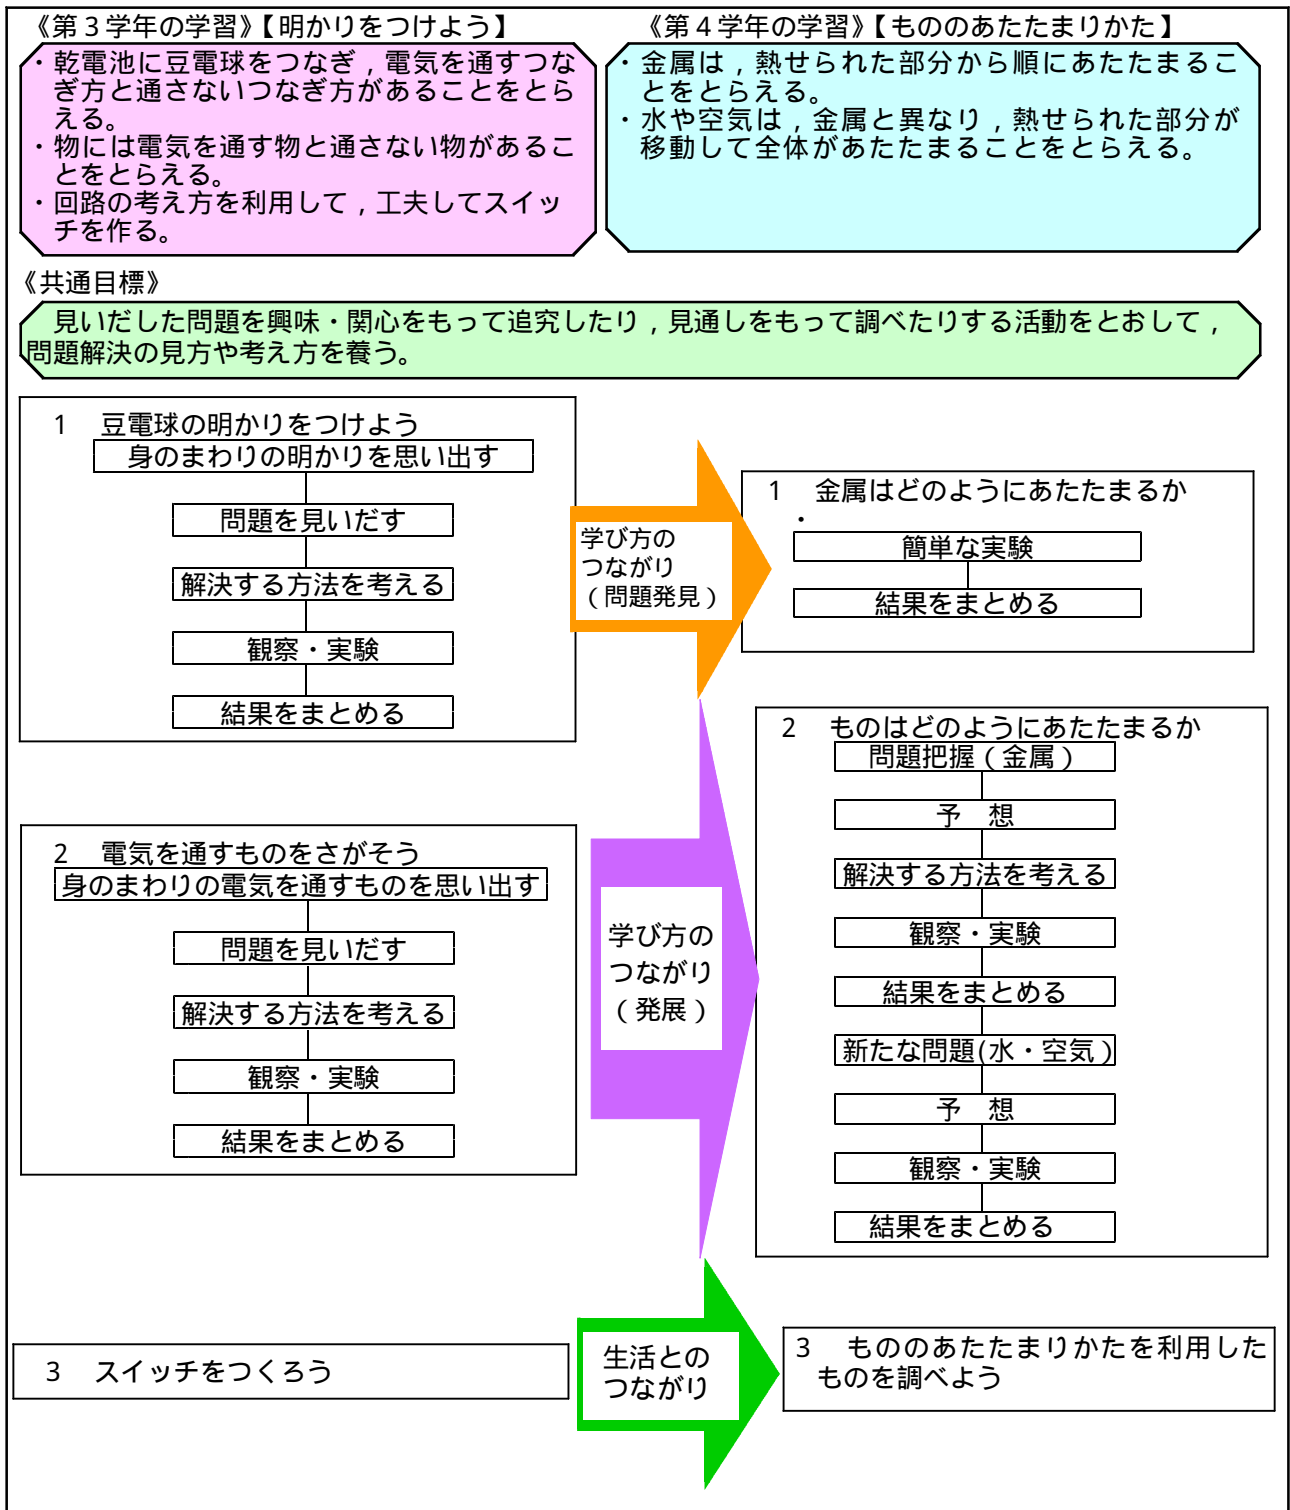 《第３学年の学習》【明かりをつけよう】
・乾電池に豆電球をつなぎ，電気を通すつな
ぎ方と通さないつなぎ方があることをとら
える。
・物には電気を通す物と通さない物があるこ
とをとらえる。
・回路の考え方を利用して，工夫してスイッ
チを作る。
《第４学年の学習》【もののあたたまりかた】
・金属は，熱せられた部分から順にあたたまるこ
とをとらえる。
・水や空気は，金属と異なり，熱せられた部分が
移動して全体があたたまることをとらえる。
《共通目標》
見いだした問題を興味・関心をもって追究したり，見通しをもって調べたりする活動をとおして，
問題解決の見方や考え方を養う。
1　豆電球の明かりをつけよう
身のまわりの明かりを思い出す
問題を見いだす
解決する方法を考える
観察・実験
結果をまとめる
学び方の
つながり
（問題発見）
1　金属はどのようにあたたまるか
・
簡単な実験
結果をまとめる
2　電気を通すものをさがそう
身のまわりの電気を通すものを思い出す
問題を見いだす
解決する方法を考える
観察・実験
結果をまとめる
学び方の
つながり
（発展）
2　ものはどのようにあたたまるか
問題把握（金属）
予　想
解決する方法を考える
観察・実験
結果をまとめる
新たな問題(水・空気）
予　想
観察・実験
結果をまとめる
3　スイッチをつくろう
生活との
つながり
3　もののあたたまりかたを利用した
ものを調べよう